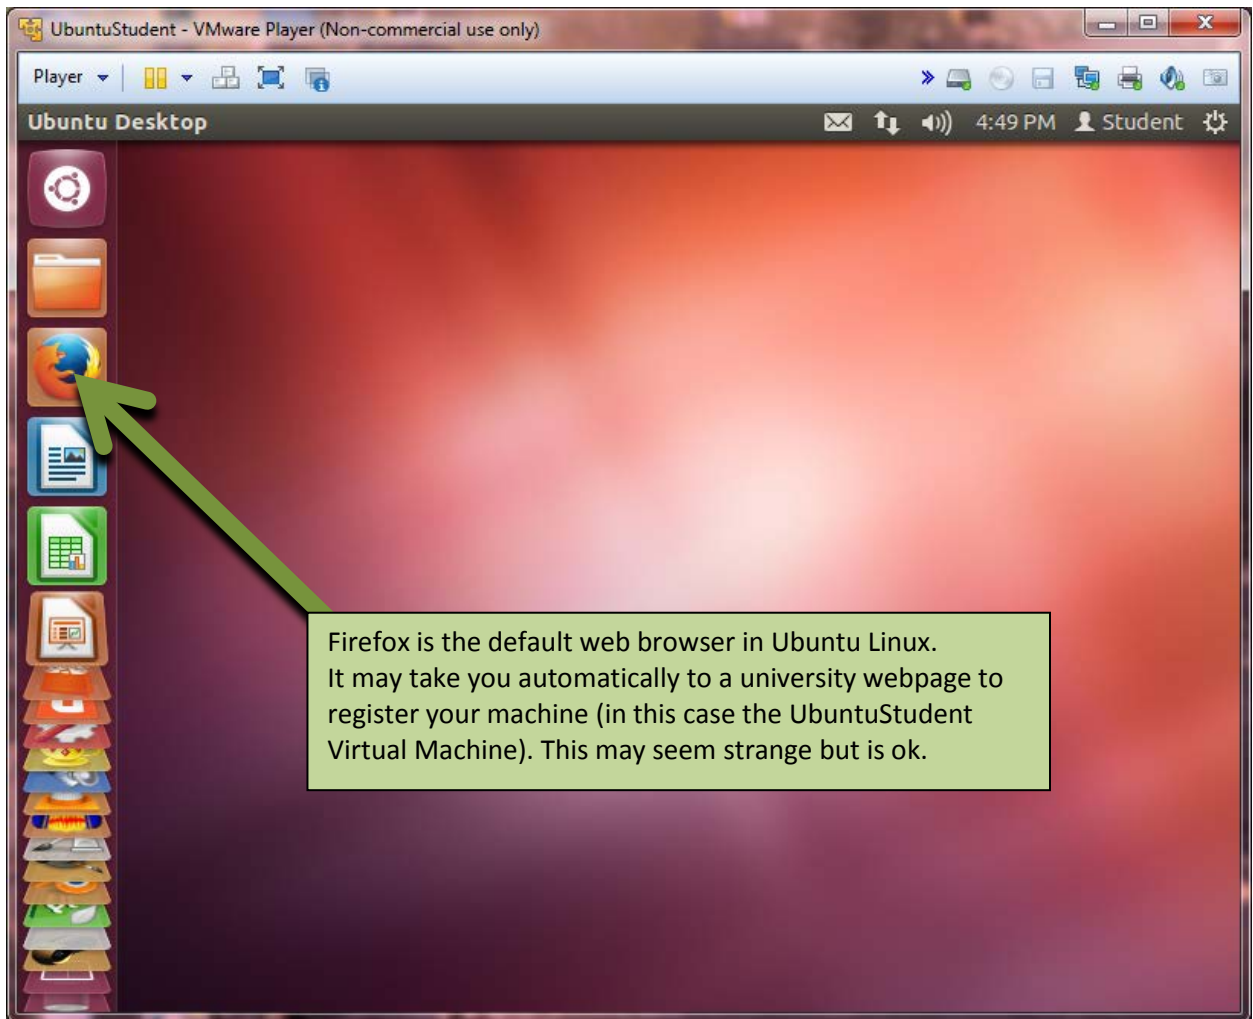 UbuntuStudent - VMware Player (Non-commercial use only)
Player
Ubuntu Desktop 4:49 PM Student
Firefox is the default web browser in Ubuntu Linux.
It may take you automatically to a university webpage to
register your machine (in this case the UbuntuStudent
Virtual Machine). This may seem strange but is ok.